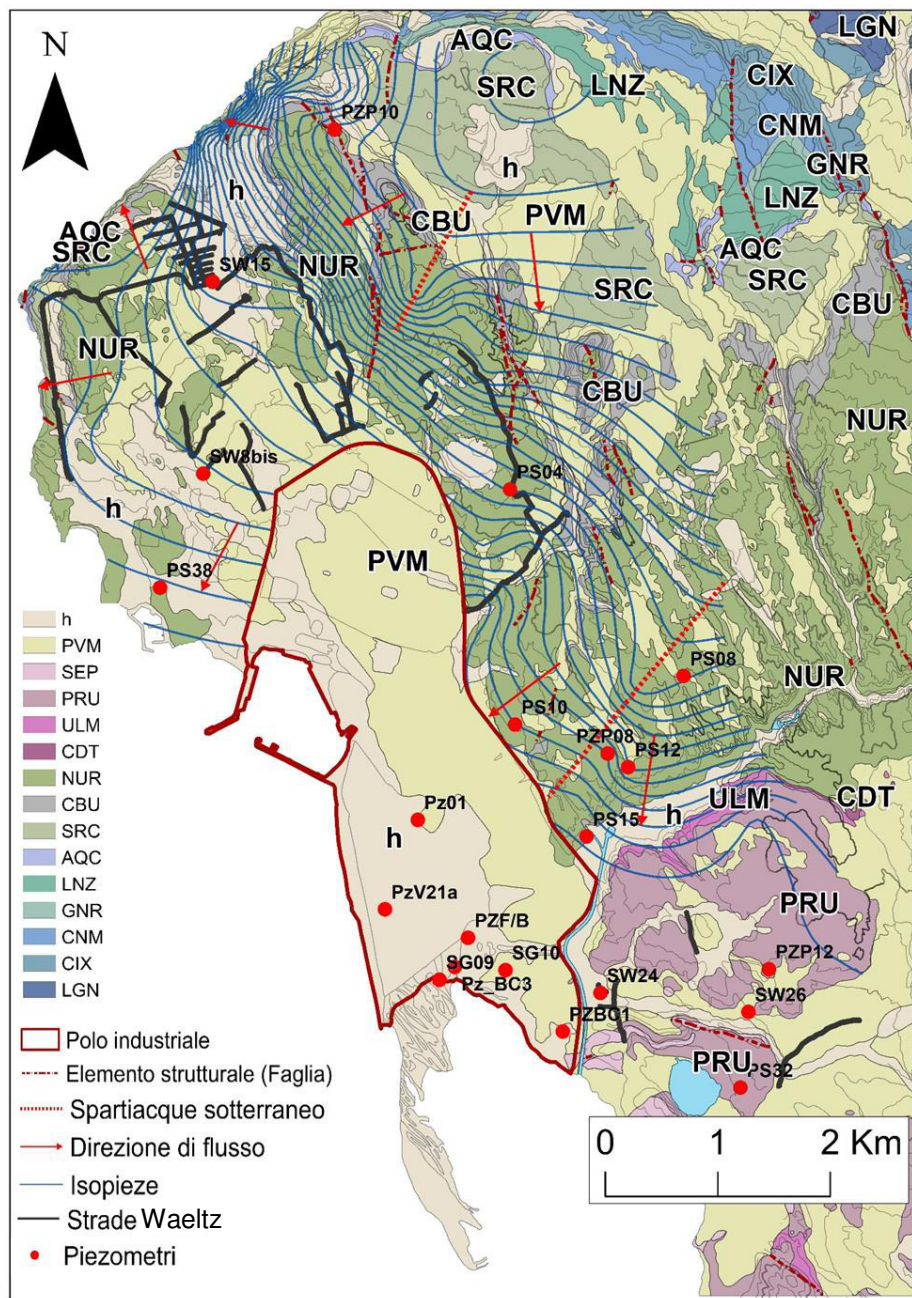 N
LGN
AQC
SRC
LNZ
CIX
CNM
GNR
LNZ
PZP10
h
h
CBU
PVM
AQC
SRC
AQC
SRC
NUR
SRC
CBU
SW15
NUR
CBU
NUR
SW8bis
PS04
h
PVM
PS38
PS08
NUR
PS10
PZP08
PS12
ULM
CDT
h
PS15
Pz01
h
PRU
PzV21a
PZF/B
SG09
SG10
Pz_BC3
PZP12
SW24
SW26
PZBC1
PRU
PS32
h
PVM
SEP
PRU
ULM
CDT
NUR
CBU
SRC
AQC
LNZ
GNR
CNM
CIX
LGN
Polo industriale
Elemento strutturale (Faglia)
Spartiacque sotterraneo
Direzione di flusso
Isopieze
Strade Waeltz
Piezometri
0 1 2 Km